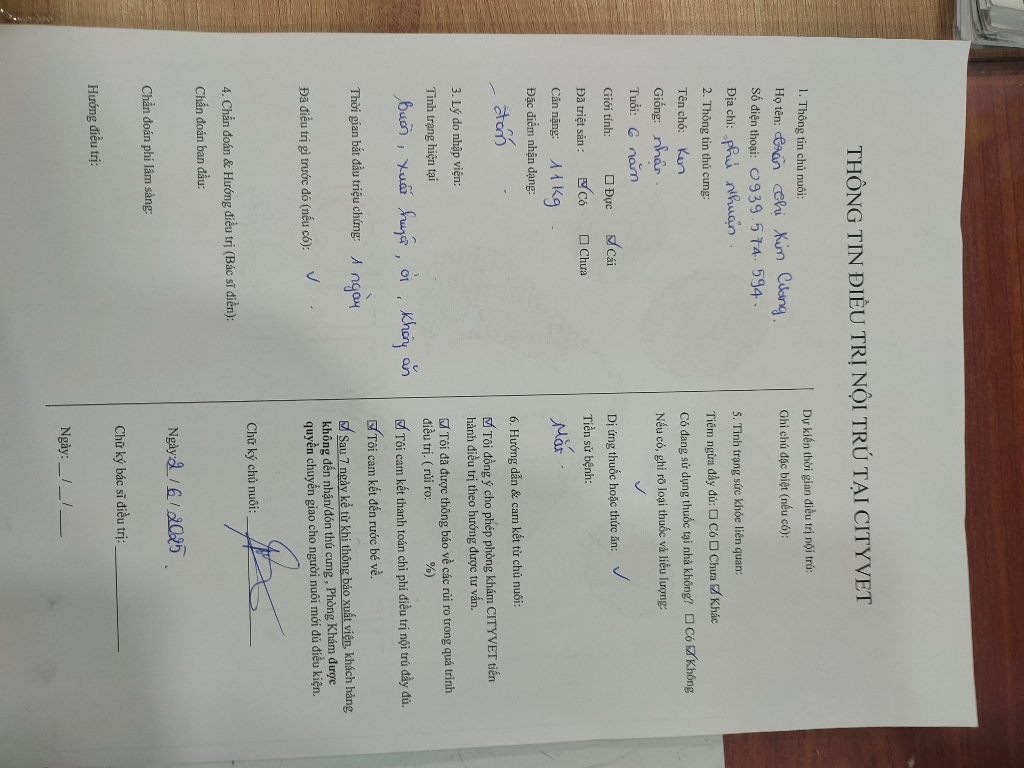 THÔNG TIN ĐIỀU TRỊ NỘI TRÚ TẠI CITYVET
1. Thông tin chủ nuôi:
Họ tên: Trần Thị Kim Cương.
Số điện thoại: 0939.574.594.
Địa chỉ: phú nhuận.
2. Thông tin thú cưng:
Tên chó: Ken
Giống: nhật.
Tuổi: 6 năm
Giới tính: ☐ Đực ☑ Cái
Đã triệt sản: ☑ Có ☐ Chưa
Cân nặng: 11 Kg.
Đặc điểm nhận dạng:
3. Lý do nhập viện:
Tình trạng hiện tại
Buồn, xuất huyết, ói, không ăn
Thời gian bắt đầu triệu chứng: 1 ngày
Đã điều trị gì trước đó (nếu có): ✓.
4. Chẩn đoán & Hướng điều trị (Bác sĩ điền):
Chẩn đoán ban đầu:
Chẩn đoán phi lâm sàng:
Hướng điều trị:
Dự kiến thời gian điều trị nội trú:
Ghi chú đặc biệt (nếu có):
5. Tình trạng sức khỏe liên quan:
Tiêm ngừa đầy đủ: ☐ Có ☐ Chưa ☑ Khác
Có đang sử dụng thuốc tại nhà không? ☐ Có ☑ Không
Nếu có, ghi rõ loại thuốc và liều lượng:
✓
Dị ứng thuốc hoặc thức ăn: ✓
Tiền sử bệnh:
Mắt.
6. Hướng dẫn & cam kết từ chủ nuôi:
☑ Tôi đồng ý cho phép phòng khám CITYVET tiến
hành điều trị theo hướng được tư vấn.
☑ Tôi đã được thông báo về các rủi ro trong quá trình
điều trị. ( rủi ro: %)
☑ Tôi cam kết thanh toán chi phí điều trị nội trú đầy đủ.
☑ Tôi cam kết đến rước bé về.
☑ Sau 7 ngày kể từ khi thông báo xuất viện, khách hàng
không đến nhận/đón thú cưng , Phòng Khám được
quyền chuyển giao cho người nuôi mới đủ điều kiện.
Chữ ký chủ nuôi: ____
Ngày: 2 / 6 / 2025.
Chữ ký bác sĩ điều trị: ____
Ngày: __ / __ / ____